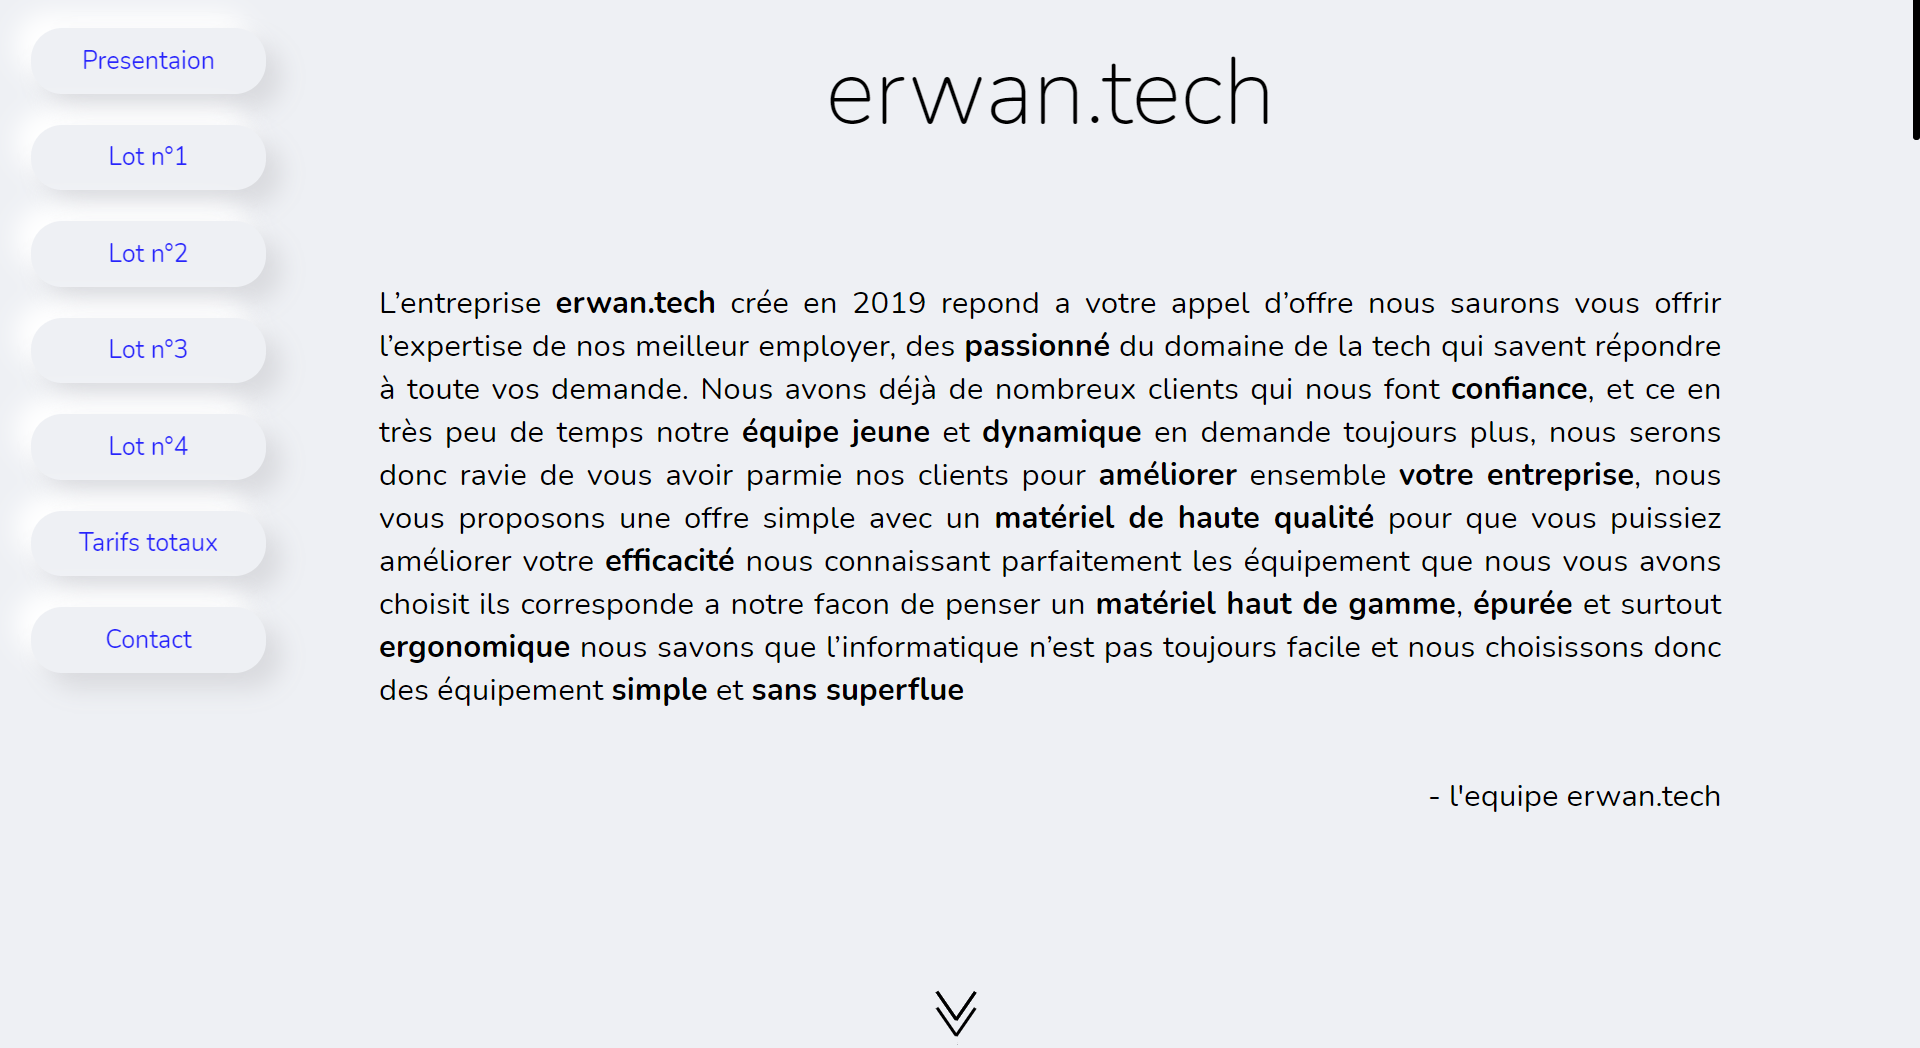 Presentaion
Lot n°1
Lot n°2
Lot n°3
Lot n°4
Tarifs totaux
Contact
erwan.tech
L’entreprise erwan.tech crée en 2019 repond a votre appel d’offre nous saurons vous offrir
l’expertise de nos meilleur employer, des passionné du domaine de la tech qui savent répondre
à toute vos demande. Nous avons déjà de nombreux clients qui nous font confiance, et ce en
très peu de temps notre équipe jeune et dynamique en demande toujours plus, nous serons
donc ravie de vous avoir parmie nos clients pour améliorer ensemble votre entreprise, nous
vous proposons une offre simple avec un matériel de haute qualité pour que vous puissiez
améliorer votre efficacité nous connaissant parfaitement les équipement que nous vous avons
choisit ils corresponde a notre facon de penser un matériel haut de gamme, épurée et surtout
ergonomique nous savons que l’informatique n’est pas toujours facile et nous choisissons donc
des équipement simple et sans superflue
- l'equipe erwan.tech